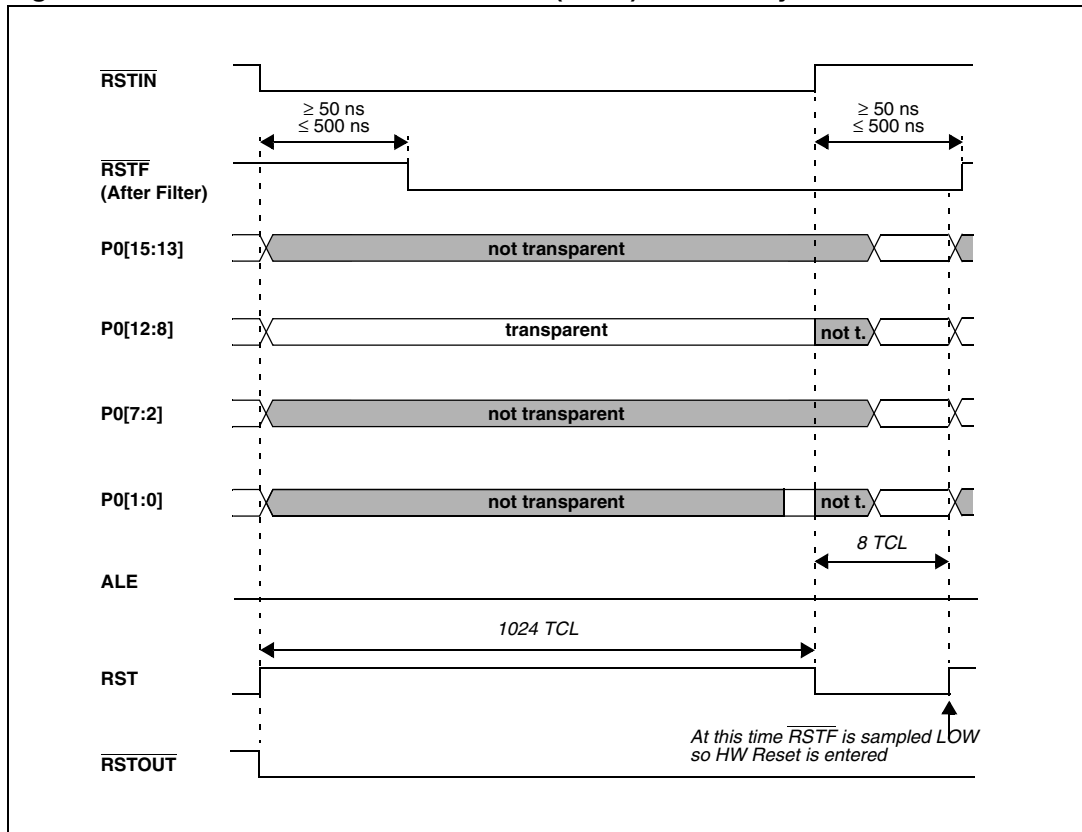 RSTIN
≥ 50 ns
≤ 500 ns
≥ 50 ns
≤ 500 ns
RSTF
(After Filter)
P0[15:13]
not transparent
P0[12:8]
transparent
not t.
P0[7:2]
not transparent
P0[1:0]
not transparent
not t.
8 TCL
ALE
1024 TCL
RST
At this time RSTF is sampled LOW
so HW Reset is entered
RSTOUT